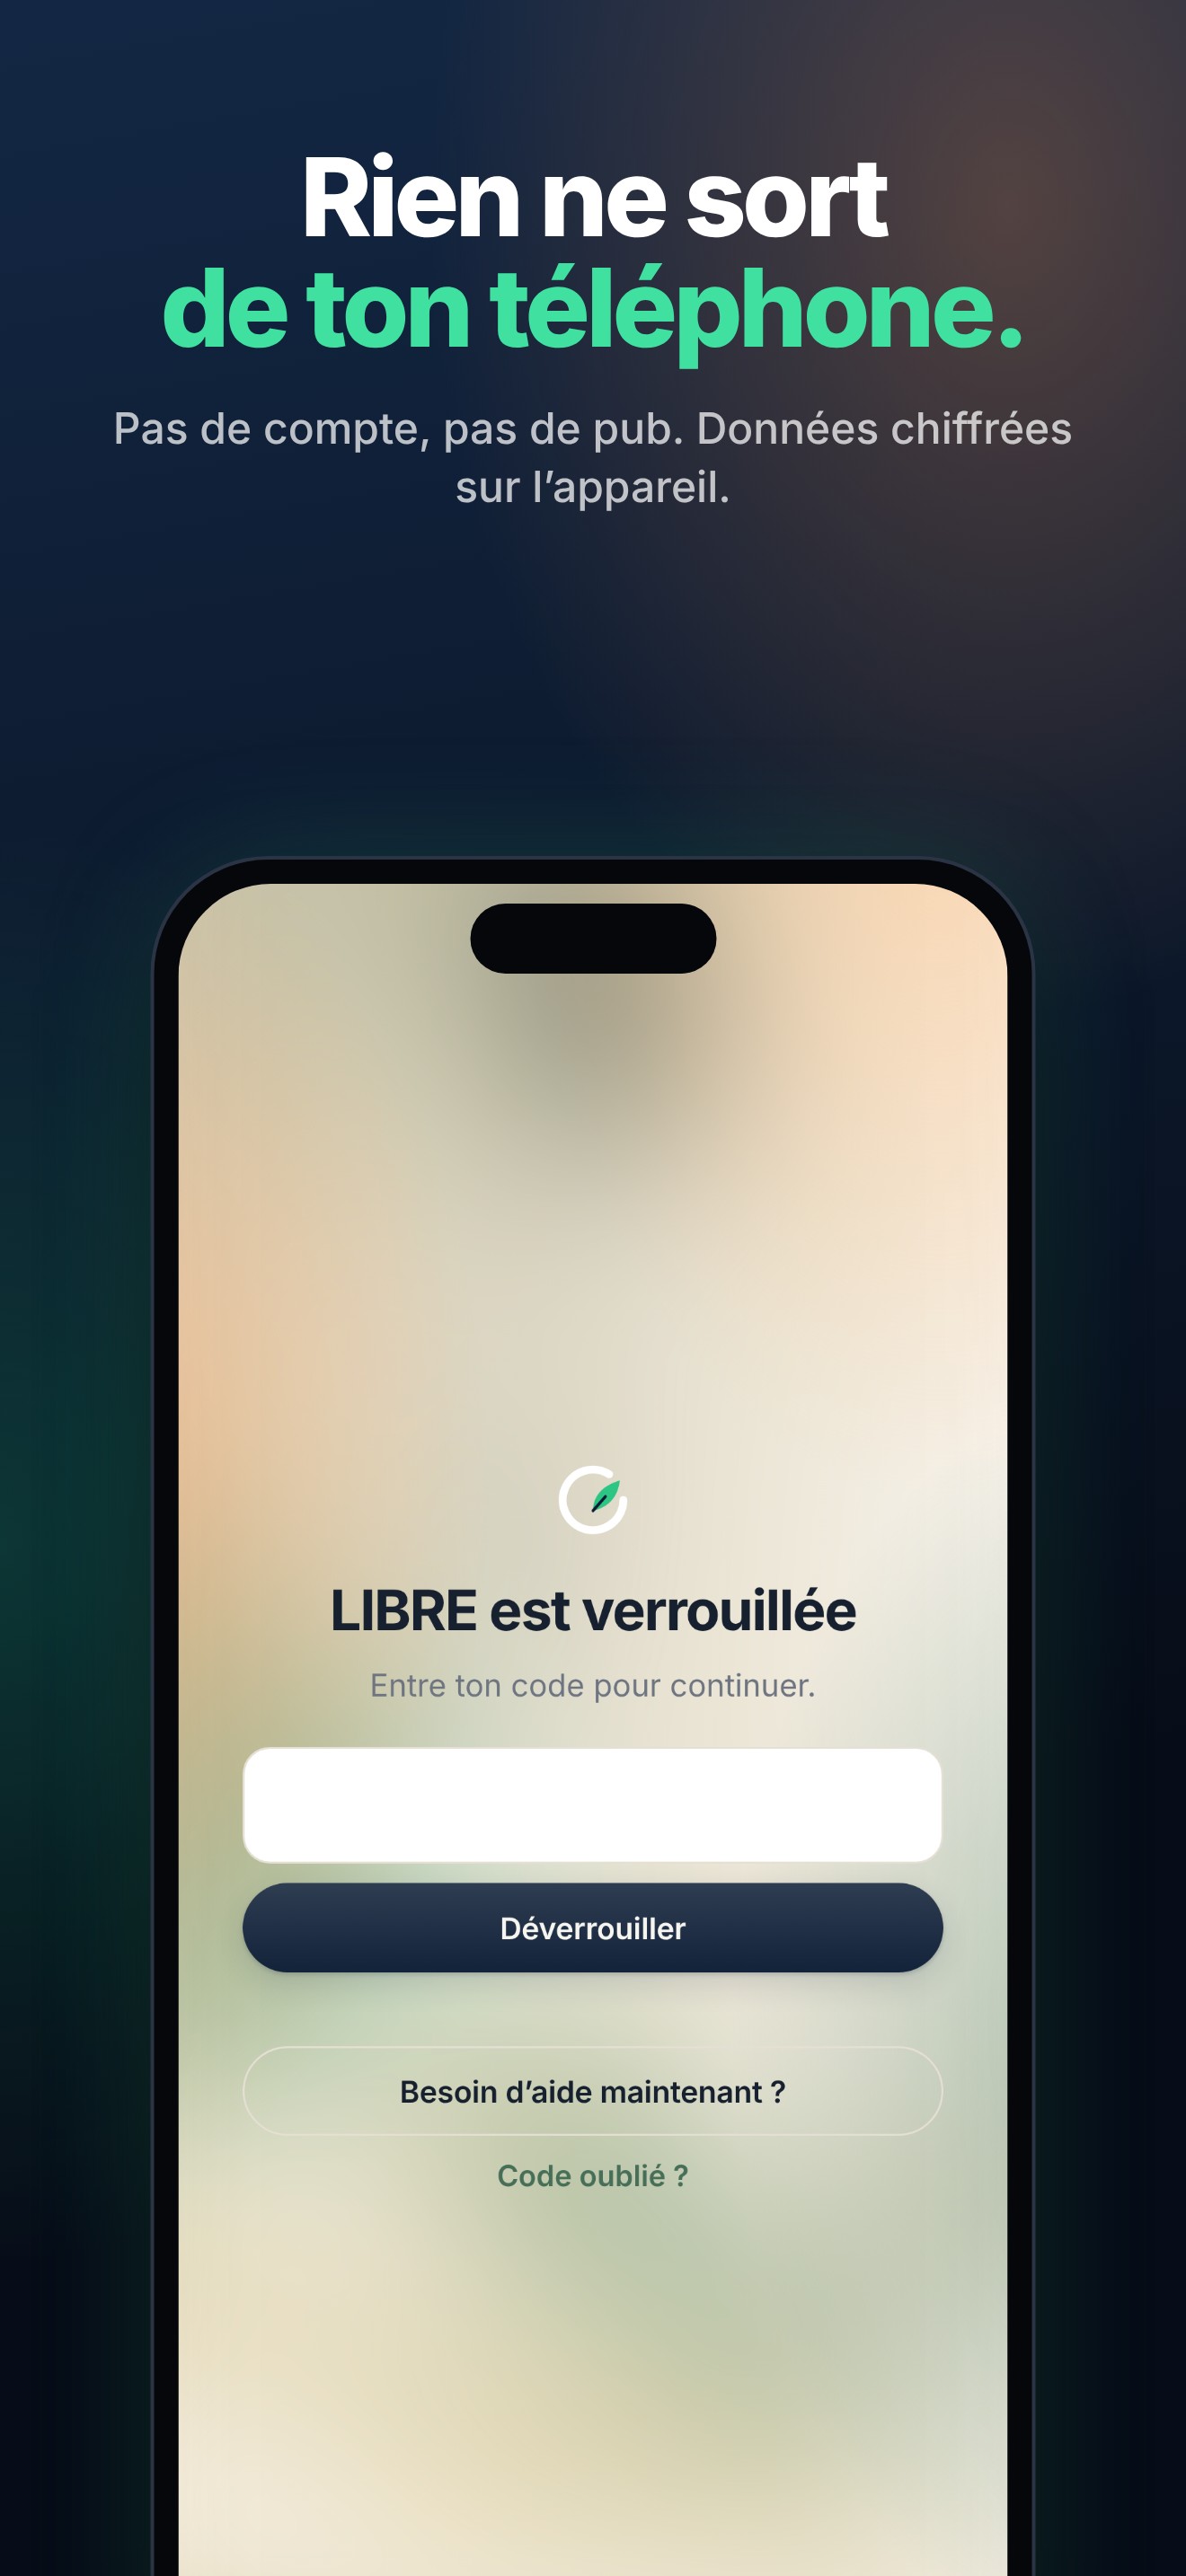 Rien ne sort
de ton téléphone.
Pas de compte, pas de pub. Données chiffrées
sur l’appareil.
LIBRE est verrouillée
Entre ton code pour continuer.
Déverrouiller
Besoin d’aide maintenant ?
Code oublié ?